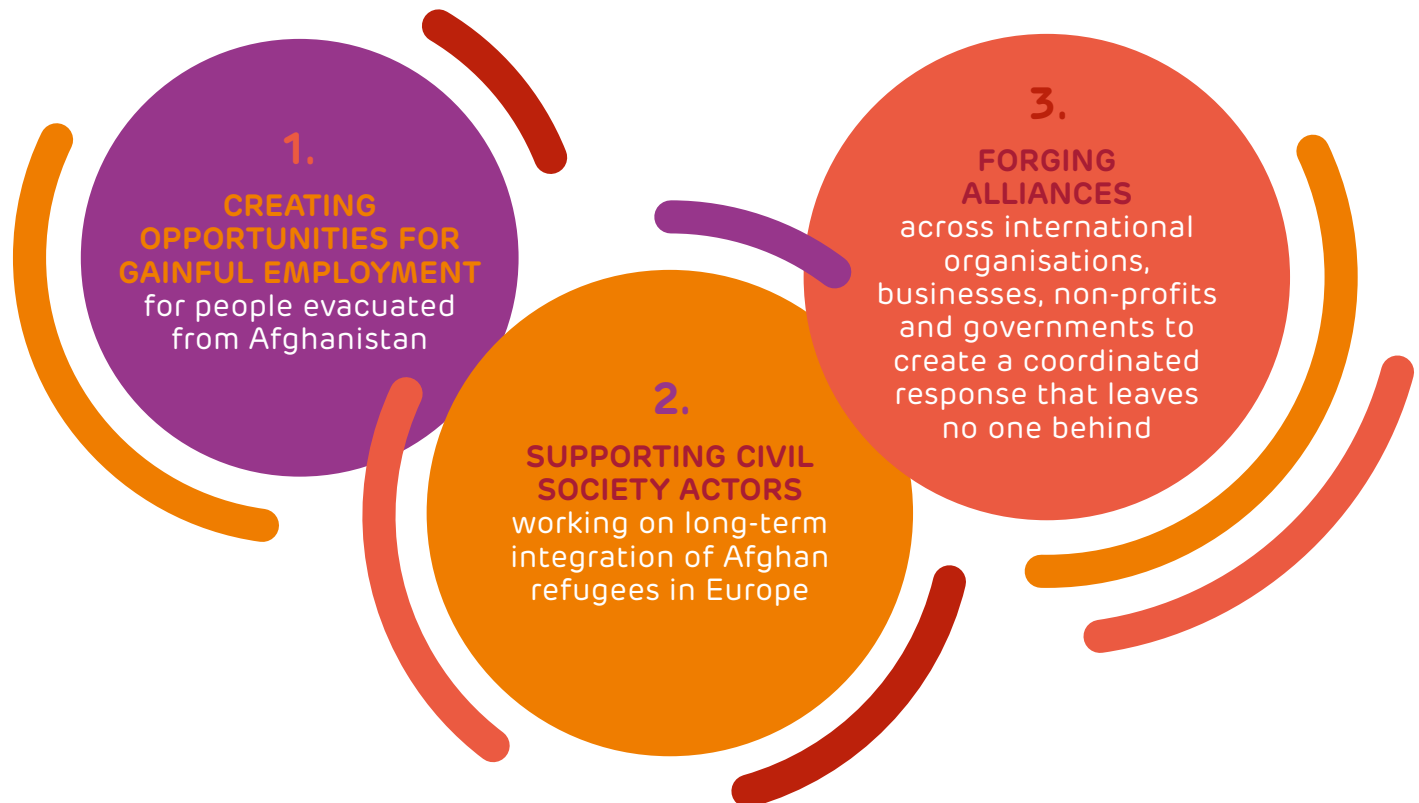 1.
CREATING
OPPORTUNITIES FOR
GAINFUL EMPLOYMENT
for people evacuated
from Afghanistan
2.
SUPPORTING CIVIL
SOCIETY ACTORS
working on long-term
integration of Afghan
refugees in Europe
3.
FORGING
ALLIANCES
across international
organisations,
businesses, non-profits
and governments to
create a coordinated
response that leaves
no one behind